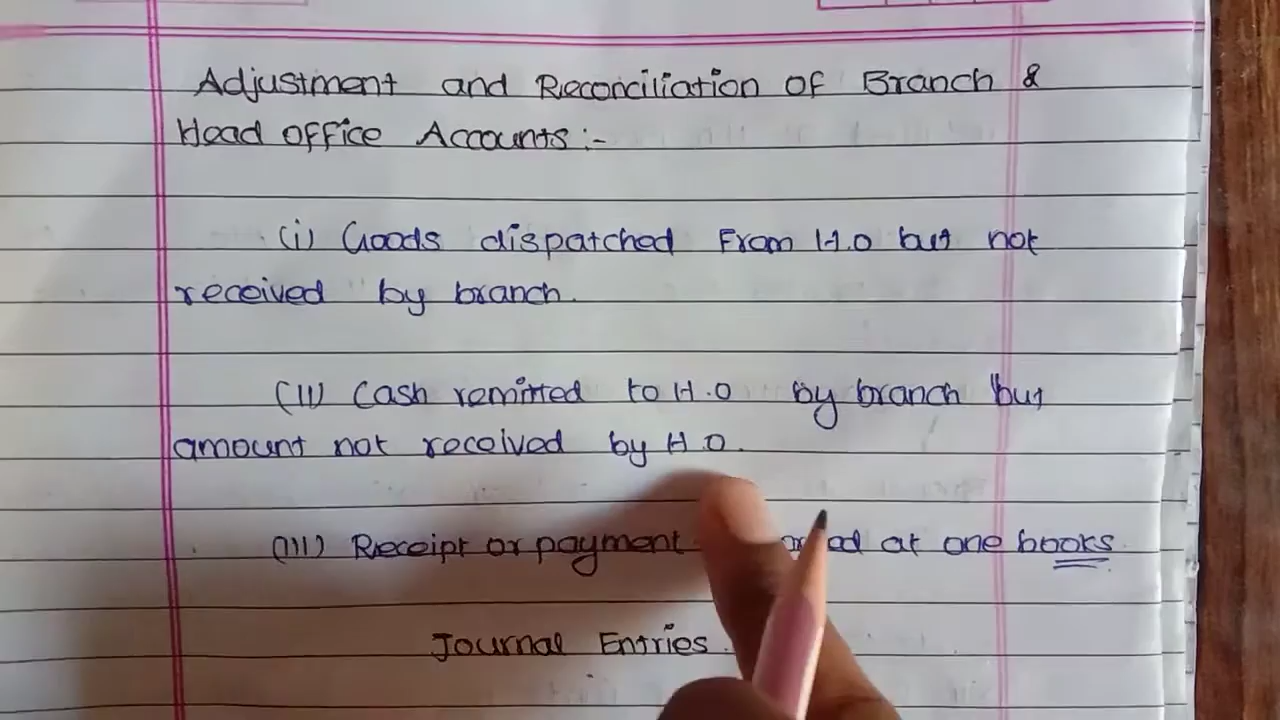 Adjustment and Reconciliation of Branch &
Head office Accounts :-
(i) Goods dispatched From H.O but not
received by branch.
(II) Cash remitted to H.O by branch but
amount not received by H.O.
(III) Receipt or payment at one books
Journal Entries